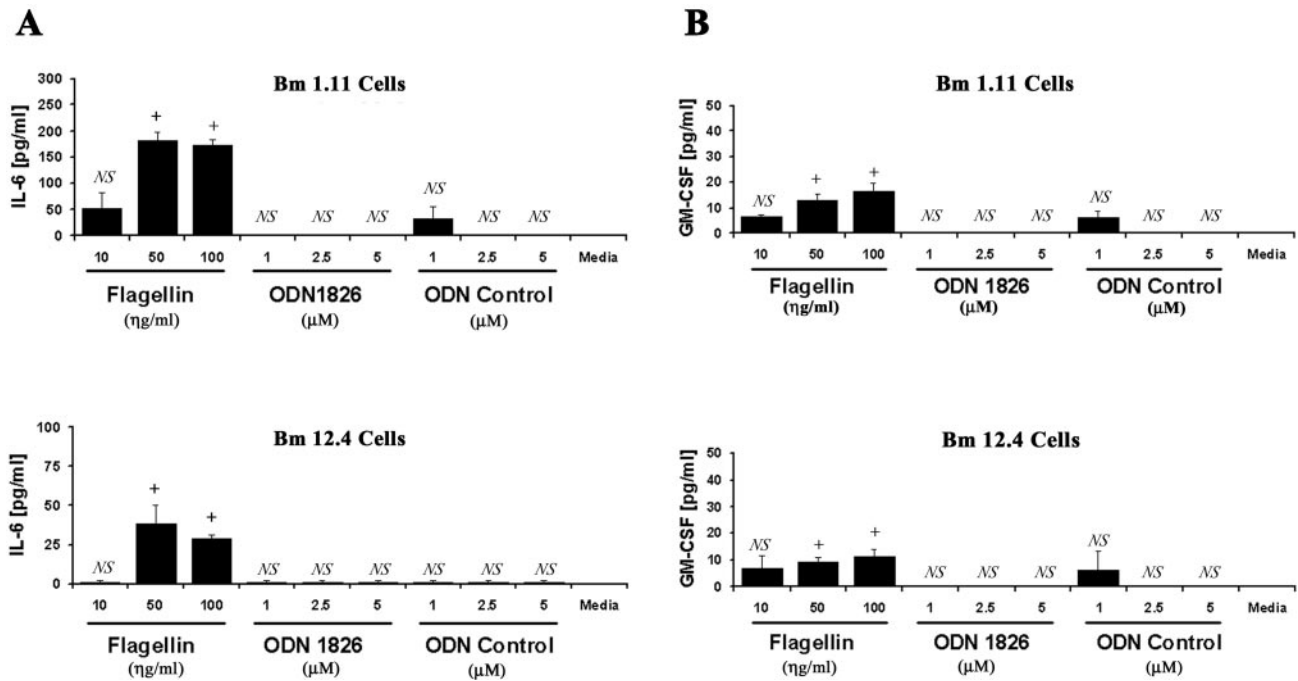 A
Bm 1.11 Cells
IL-6 [pg/ml]
300
250
200
150
100
50
0
NS + + NS NS NS NS NS NS
10 50 100 1 2.5 5 1 2.5 5 Media
Flagellin ODN1826 ODN Control
(ηg/ml) (μM) (μM)
Bm 12.4 Cells
IL-6 [pg/ml]
100
75
50
25
0
NS + + NS NS NS NS NS NS
10 50 100 1 2.5 5 1 2.5 5 Media
Flagellin ODN 1826 ODN Control
(ηg/ml) (μM) (μM)
B
Bm 1.11 Cells
GM-CSF [pg/ml]
50
40
30
20
10
0
NS + + NS NS NS NS NS NS
10 50 100 1 2.5 5 1 2.5 5 Media
Flagellin ODN 1826 ODN Control
(ηg/ml) (μM) (μM)
Bm 12.4 Cells
GM-CSF [pg/ml]
50
40
30
20
10
0
NS + + NS NS NS NS NS NS
10 50 100 1 2.5 5 1 2.5 5 Media
Flagellin ODN 1826 ODN Control
(ηg/ml) (μM) (μM)